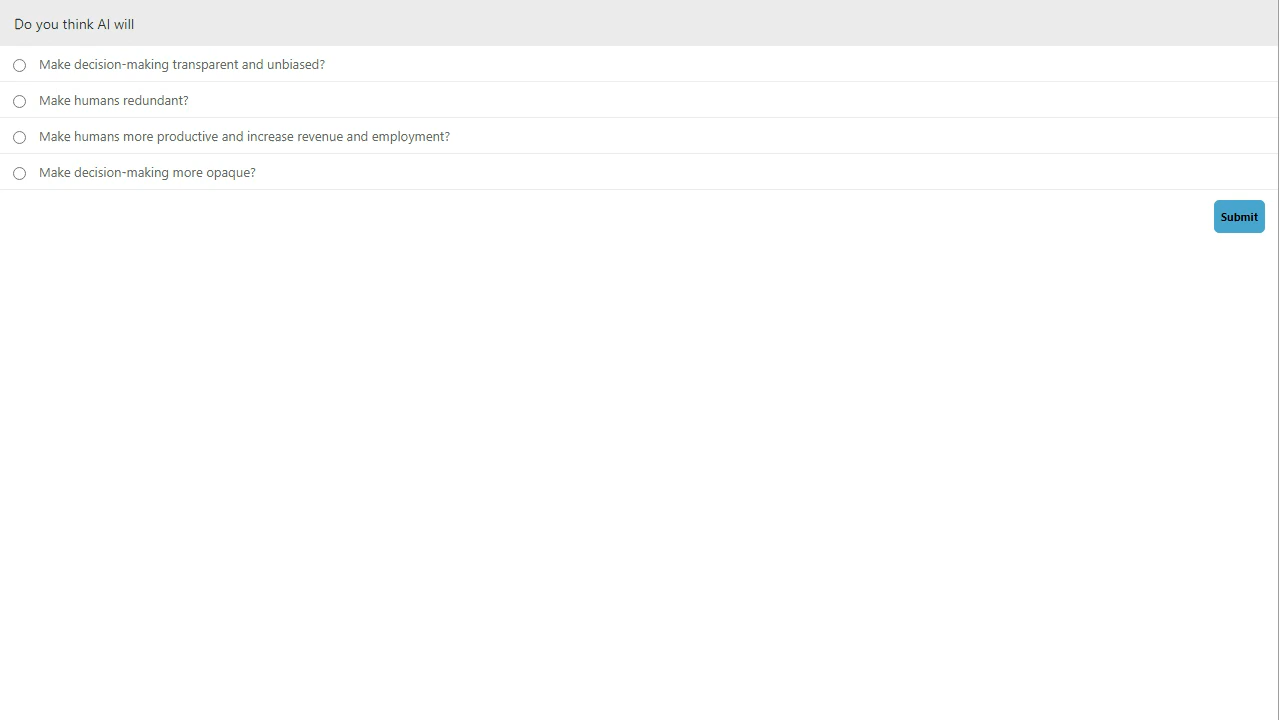 Do you think AI will
Make decision-making transparent and unbiased?
Make humans redundant?
Make humans more productive and increase revenue and employment?
Make decision-making more opaque?
Submit